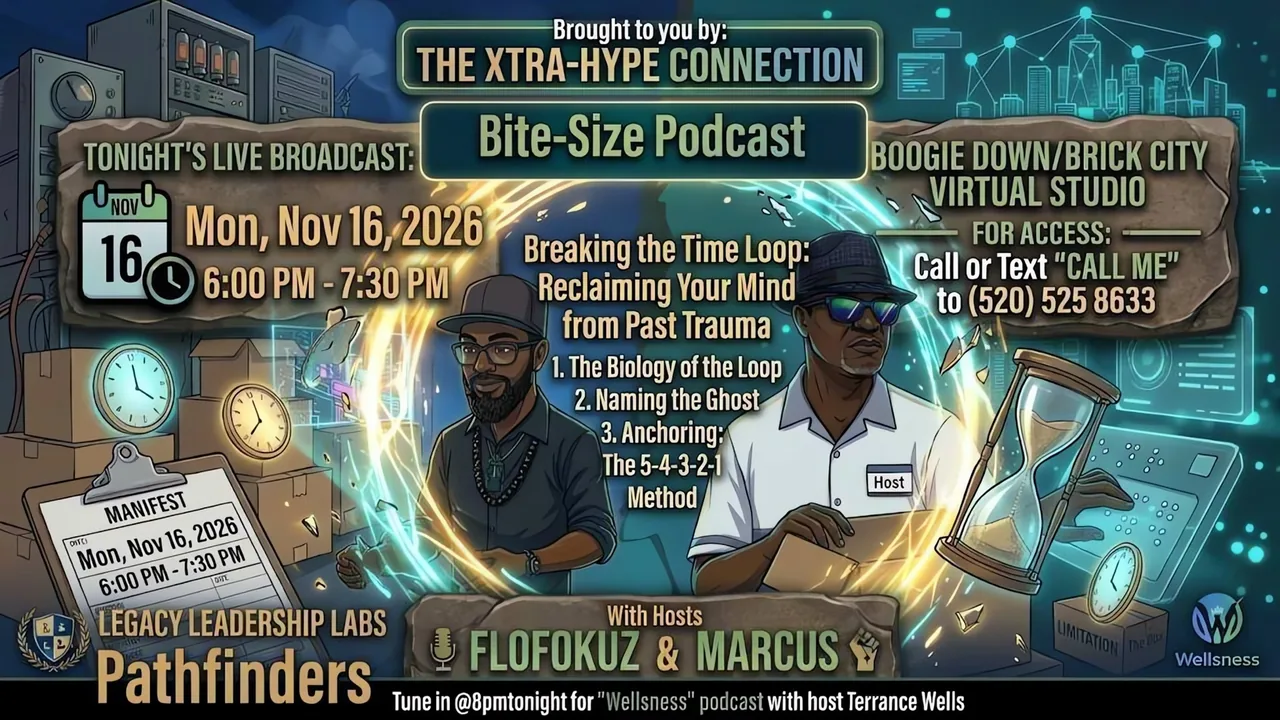 Brought to you by:
THE XTRA-HYPE CONNECTION
Bite-Size Podcast
TONIGHT'S LIVE BROADCAST:
NOV
16
Mon, Nov 16, 2026
6:00 PM - 7:30 PM
BOOGIE DOWN/BRICK CITY
VIRTUAL STUDIO
FOR ACCESS:
Call or Text "CALL ME"
to (520) 525 8633
Breaking the Time Loop:
Reclaiming Your Mind
from Past Trauma
1. The Biology of the Loop
2. Naming the Ghost
3. Anchoring:
The 5-4-3-2-1
Method
Host
MANIFEST
DATE:
Mon, Nov 16, 2026
6:00 PM - 7:30 PM
DATE
LIMITATION
The Box
LEGACY LEADERSHIP LABS
Pathfinders
With Hosts
FLOFOKUZ & MARCUS
W
Wellsness
Tune in @8pmtonight for "Wellsness" podcast with host Terrance Wells